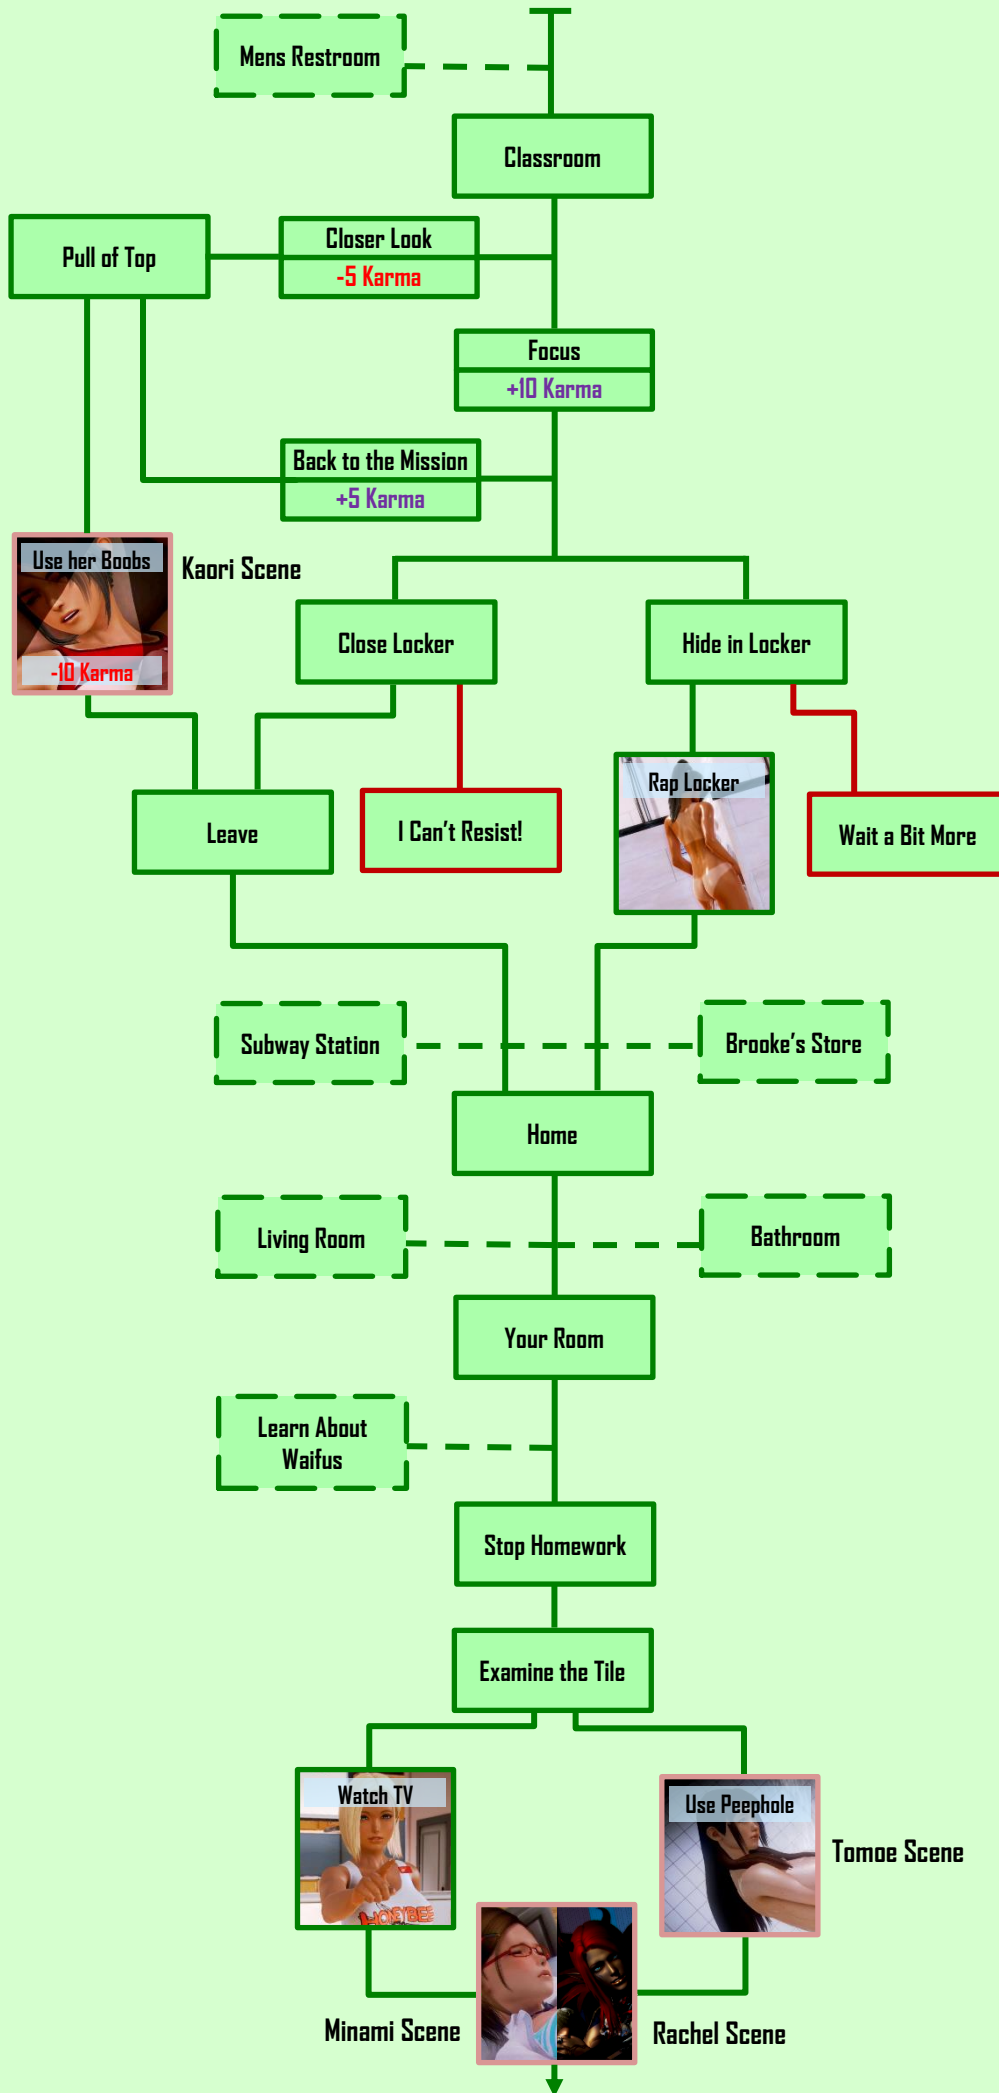 Mens Restroom
Classroom
Pull of Top
Closer Look
-5 Karma
Focus
+10 Karma
Back to the Mission
+5 Karma
Use her Boobs
-10 Karma
Kaori Scene
Close Locker
Hide in Locker
Leave
I Can't Resist!
Rap Locker
Wait a Bit More
Subway Station
Brooke's Store
Home
Living Room
Bathroom
Your Room
Learn About
Waifus
Stop Homework
Examine the Tile
Watch TV
HONEYBEE
Use Peephole
Tomoe Scene
Minami Scene
Rachel Scene